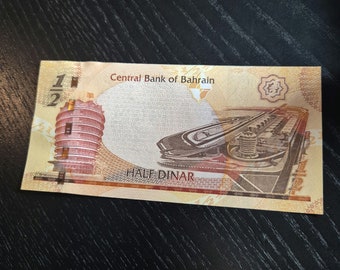 1/2
Central Bank of Bahrain
HALF DINAR